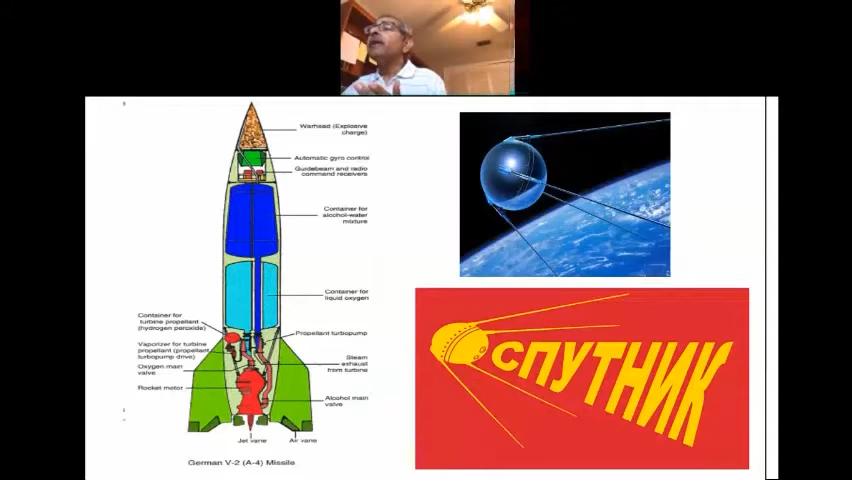 Warhead (Explosive
charge)
Automatic gyro control
Guidebeam and radio
command receivers
Container for
alcohol-water
mixture
Container for
liquid oxygen
Container for
turbine propellant
(hydrogen peroxide)
Propellant turbopump
Vaporizer for turbine
propellant (propellant
turbopump drive)
Steam
exhaust
from turbine
Oxygen main
valve
Rocket motor
Alcohol main
valve
Jet vane
Air vane
German V-2 (A-4) Missile
СПУТНИК